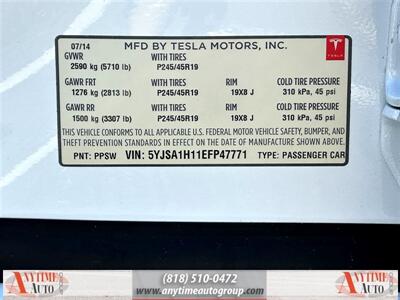 07/14 MFD BY TESLA MOTORS, INC.
GVWR WITH TIRES
2590 kg (5710 lb) P245/45R19
GAWR FRT WITH TIRES RIM COLD TIRE PRESSURE
1276 kg (2813 lb) P245/45R19 19X8 J 310 kPa, 45 psi
GAWR RR WITH TIRES RIM COLD TIRE PRESSURE
1500 kg (3307 lb) P245/45R19 19X8 J 310 kPa, 45 psi
THIS VEHICLE CONFORMS TO ALL APPLICABLE U.S. FEDERAL MOTOR VEHICLE SAFETY, BUMPER, AND
THEFT PREVENTION STANDARDS IN EFFECT ON THE DATE OF MANUFACTURE SHOWN ABOVE.
PNT: PPSW VIN: 5YJSA1H11EFP47771 TYPE: PASSENGER CAR
TESLA
ANYTIME AUTO GROUP
(818) 510-0472
www.anytimeautogroup.com
ANYTIME AUTO GROUP